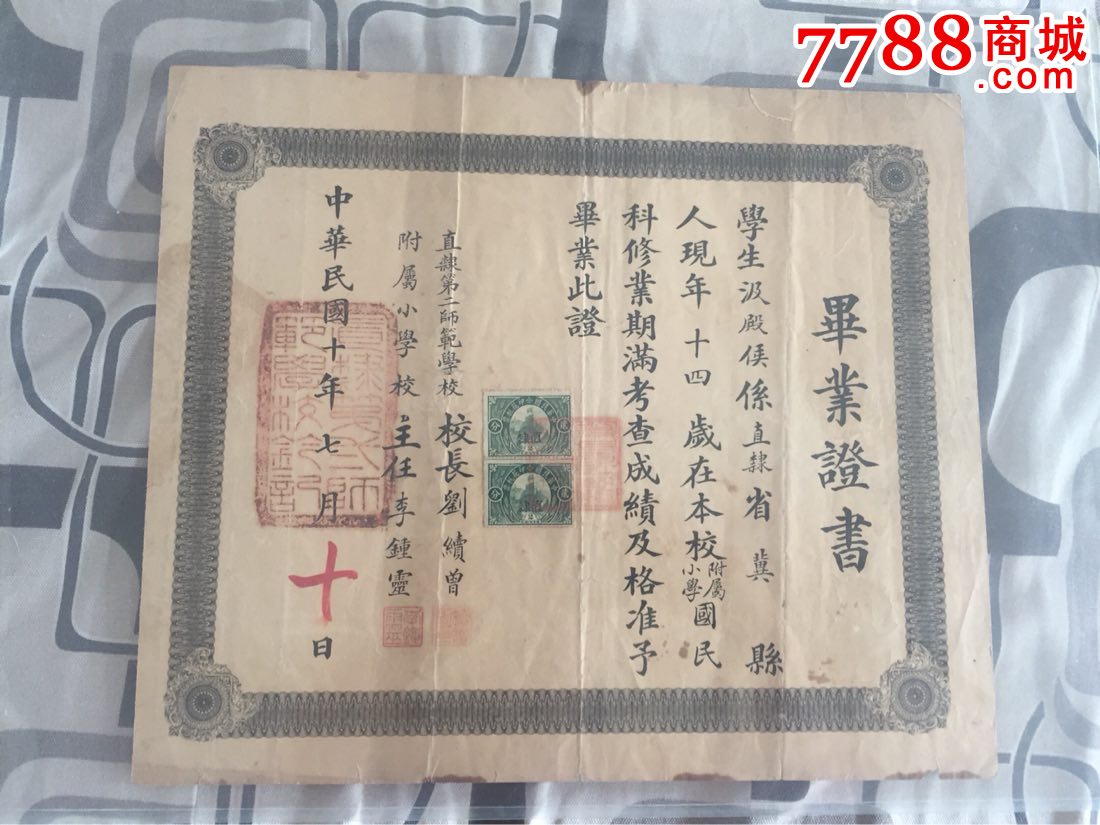 7788商城
.com
畢業證書
學生汲殿侯係直隸省冀縣
人現年十四歲在本校附屬小學國民
科修業期滿考查成績及格准予
畢業此證
直隸第二師範學校校長劉續曾
附屬小學校主任李鍾靈
中華民國十年七月十日